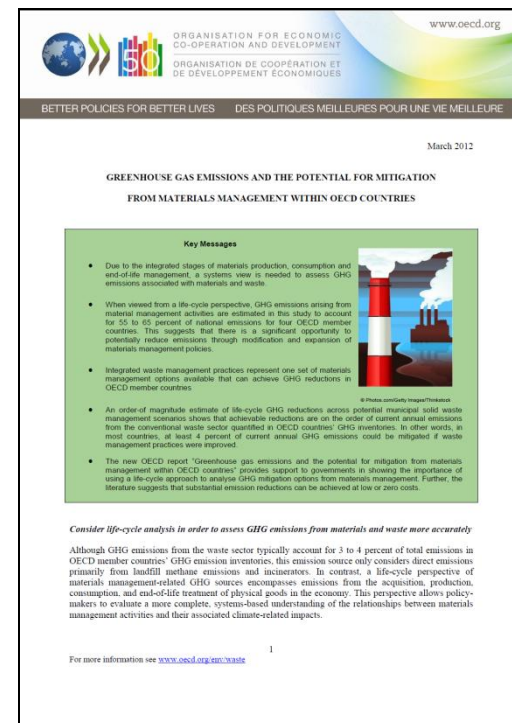 www.oecd.org
ORGANISATION FOR ECONOMIC
CO-OPERATION AND DEVELOPMENT
ORGANISATION DE COOPÉRATION ET
DE DÉVELOPPEMENT ÉCONOMIQUES
BETTER POLICIES FOR BETTER LIVES DES POLITIQUES MEILLEURES POUR UNE VIE MEILLEURE
March 2012
GREENHOUSE GAS EMISSIONS AND THE POTENTIAL FOR MITIGATION
FROM MATERIALS MANAGEMENT WITHIN OECD COUNTRIES
Key Messages
• Due to the integrated stages of materials production, consumption and
end-of-life management, a systems view is needed to assess GHG
emissions associated with materials and waste.
• When viewed from a life-cycle perspective, GHG emissions arising from
material management activities are estimated in this study to account
for 55 to 65 percent of national emissions for four OECD member
countries. This suggests that there is a significant opportunity to
potentially reduce emissions through modification and expansion of
materials management policies.
• Integrated waste management practices represent one set of materials
management options available that can achieve GHG reductions in
OECD member countries
© Photos.com/Getty Images/Thinkstock
• An order-of magnitude estimate of life-cycle GHG reductions across potential municipal solid waste
management scenarios shows that achievable reductions are on the order of current annual emissions
from the conventional waste sector quantified in OECD countries' GHG inventories. In other words, in
most countries, at least 4 percent of current annual GHG emissions could be mitigated if waste
management practices were improved.
• The new OECD report "Greenhouse gas emissions and the potential for mitigation from materials
management within OECD countries" provides support to governments in showing the importance of
using a life-cycle approach to analyse GHG mitigation options from materials management. Further, the
literature suggests that substantial emission reductions can be achieved at low or zero costs.
Consider life-cycle analysis in order to assess GHG emissions from materials and waste more accurately
Although GHG emissions from the waste sector typically account for 3 to 4 percent of total emissions in
OECD member countries' GHG emission inventories, this emission source only considers direct emissions
primarily from landfill methane emissions and incinerators. In contrast, a life-cycle perspective of
materials management-related GHG sources encompasses emissions from the acquisition, production,
consumption, and end-of-life treatment of physical goods in the economy. This perspective allows policy-
makers to evaluate a more complete, systems-based understanding of the relationships between materials
management activities and their associated climate-related impacts.
1
For more information see www.oecd.org/env/waste